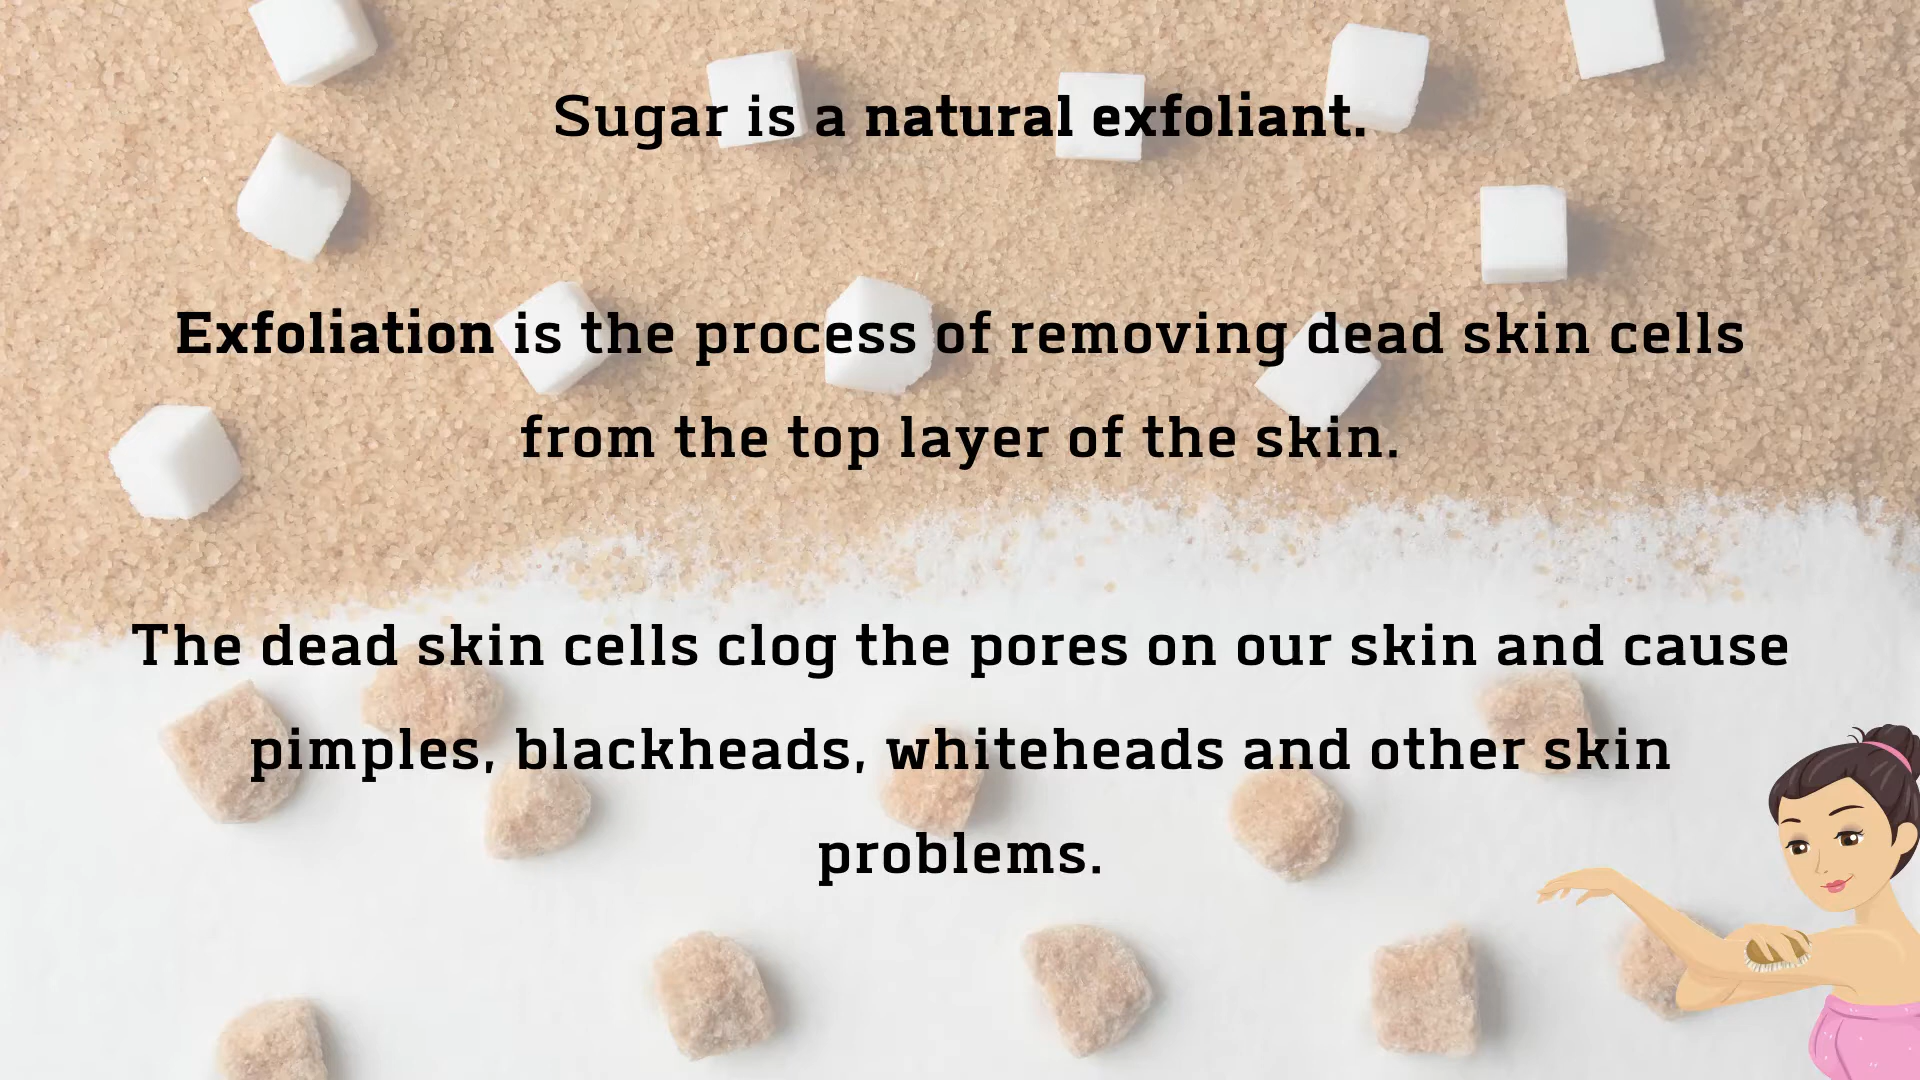 Sugar is a natural exfoliant.
Exfoliation is the process of removing dead skin cells
from the top layer of the skin.
The dead skin cells clog the pores on our skin and cause
pimples, blackheads, whiteheads and other skin
problems.